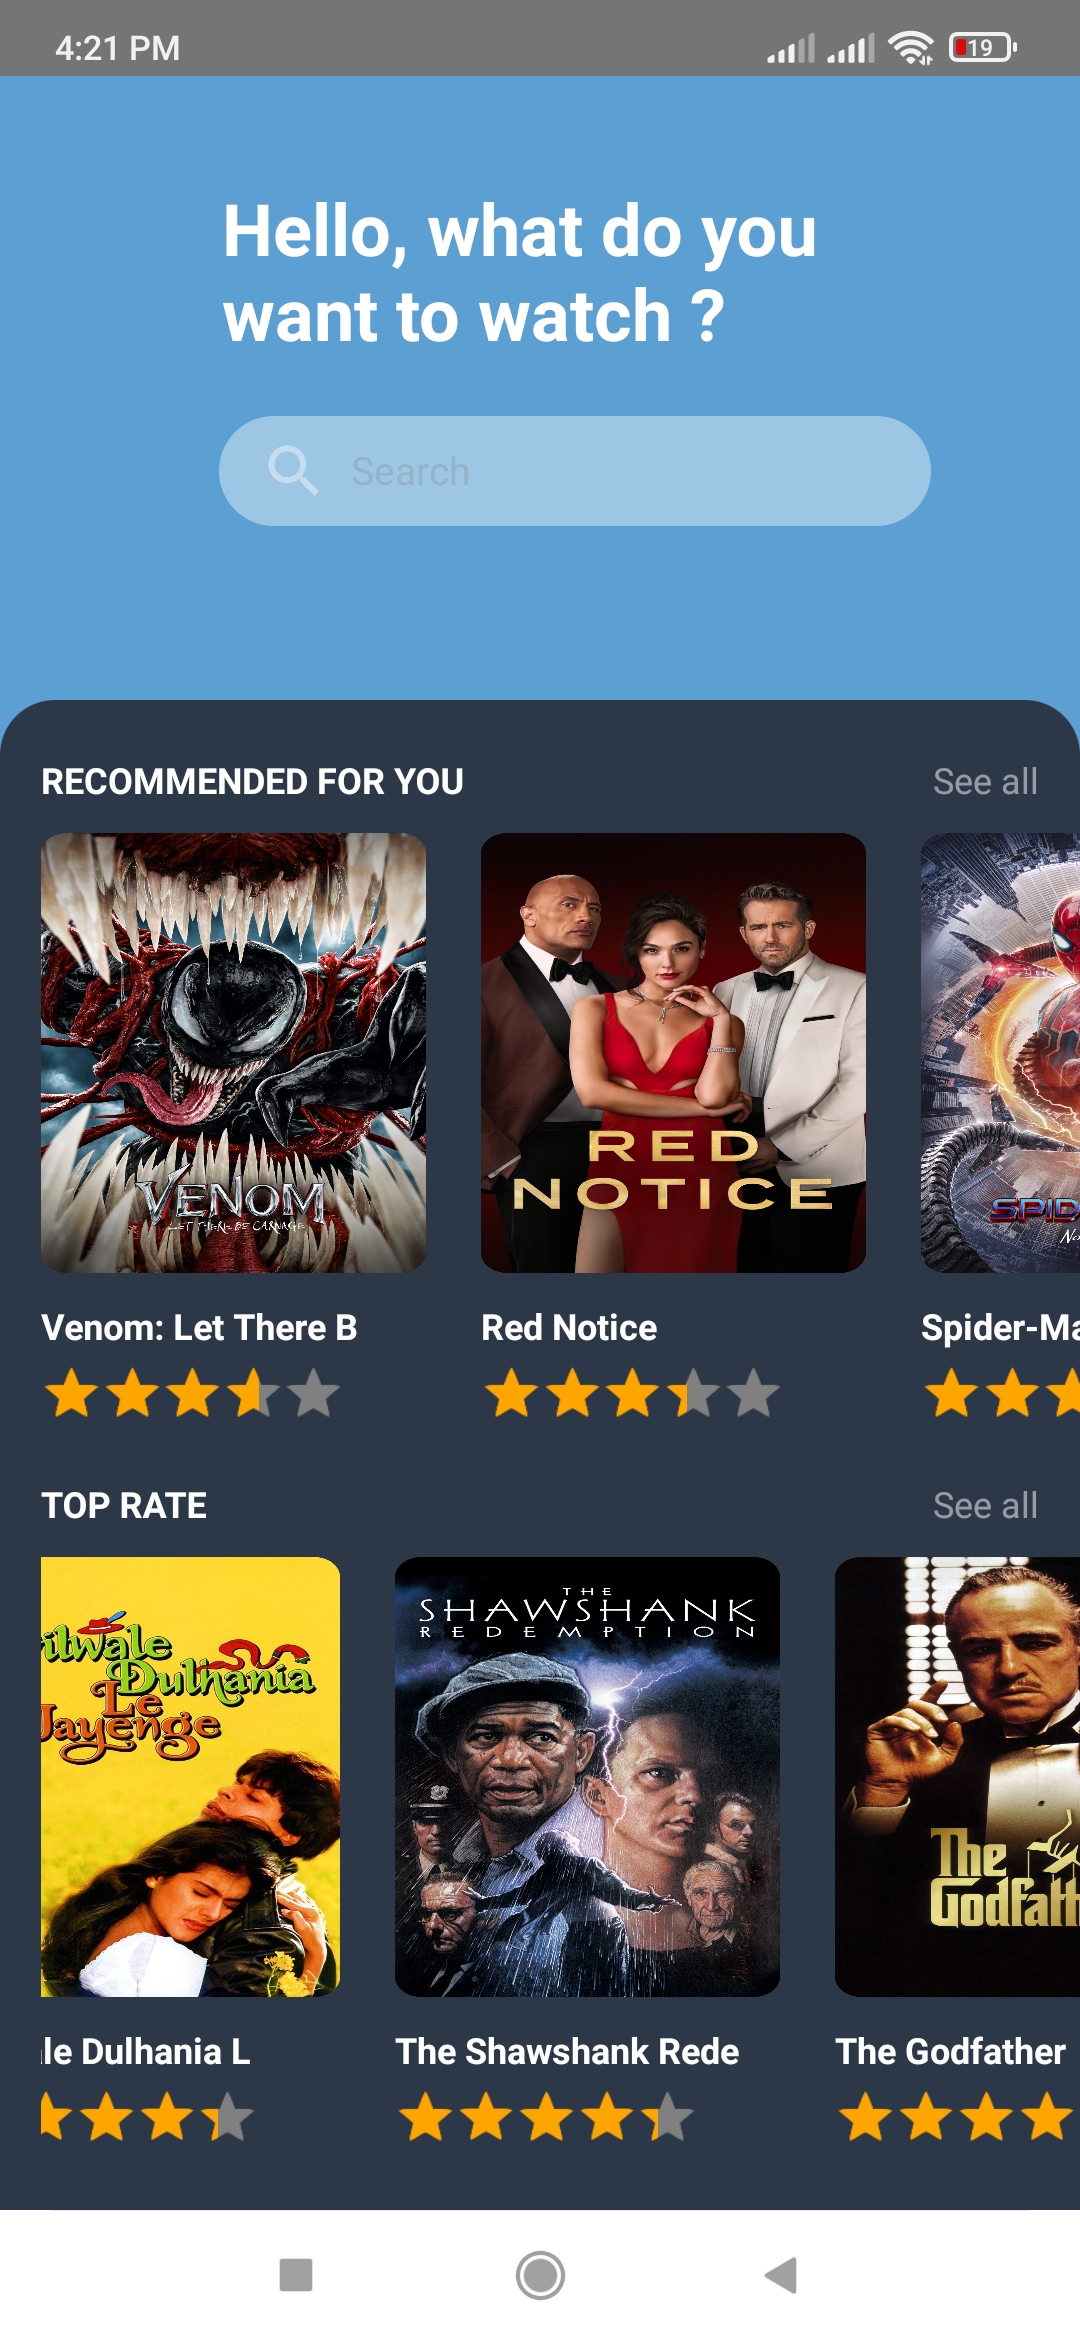 4:21 PM
19
Hello, what do you
want to watch ?
Search
RECOMMENDED FOR YOU
See all
VENOM
LET THERE BE CARNAGE
RED
NOTICE
SPID
No
Venom: Let There B
Red Notice
Spider-Ma
TOP RATE
See all
ilwale
Dulhania
Le
Jayenge
THE
SHAWSHANK
REDEMPTION
The
Godfath
le Dulhania L
The Shawshank Rede
The Godfather